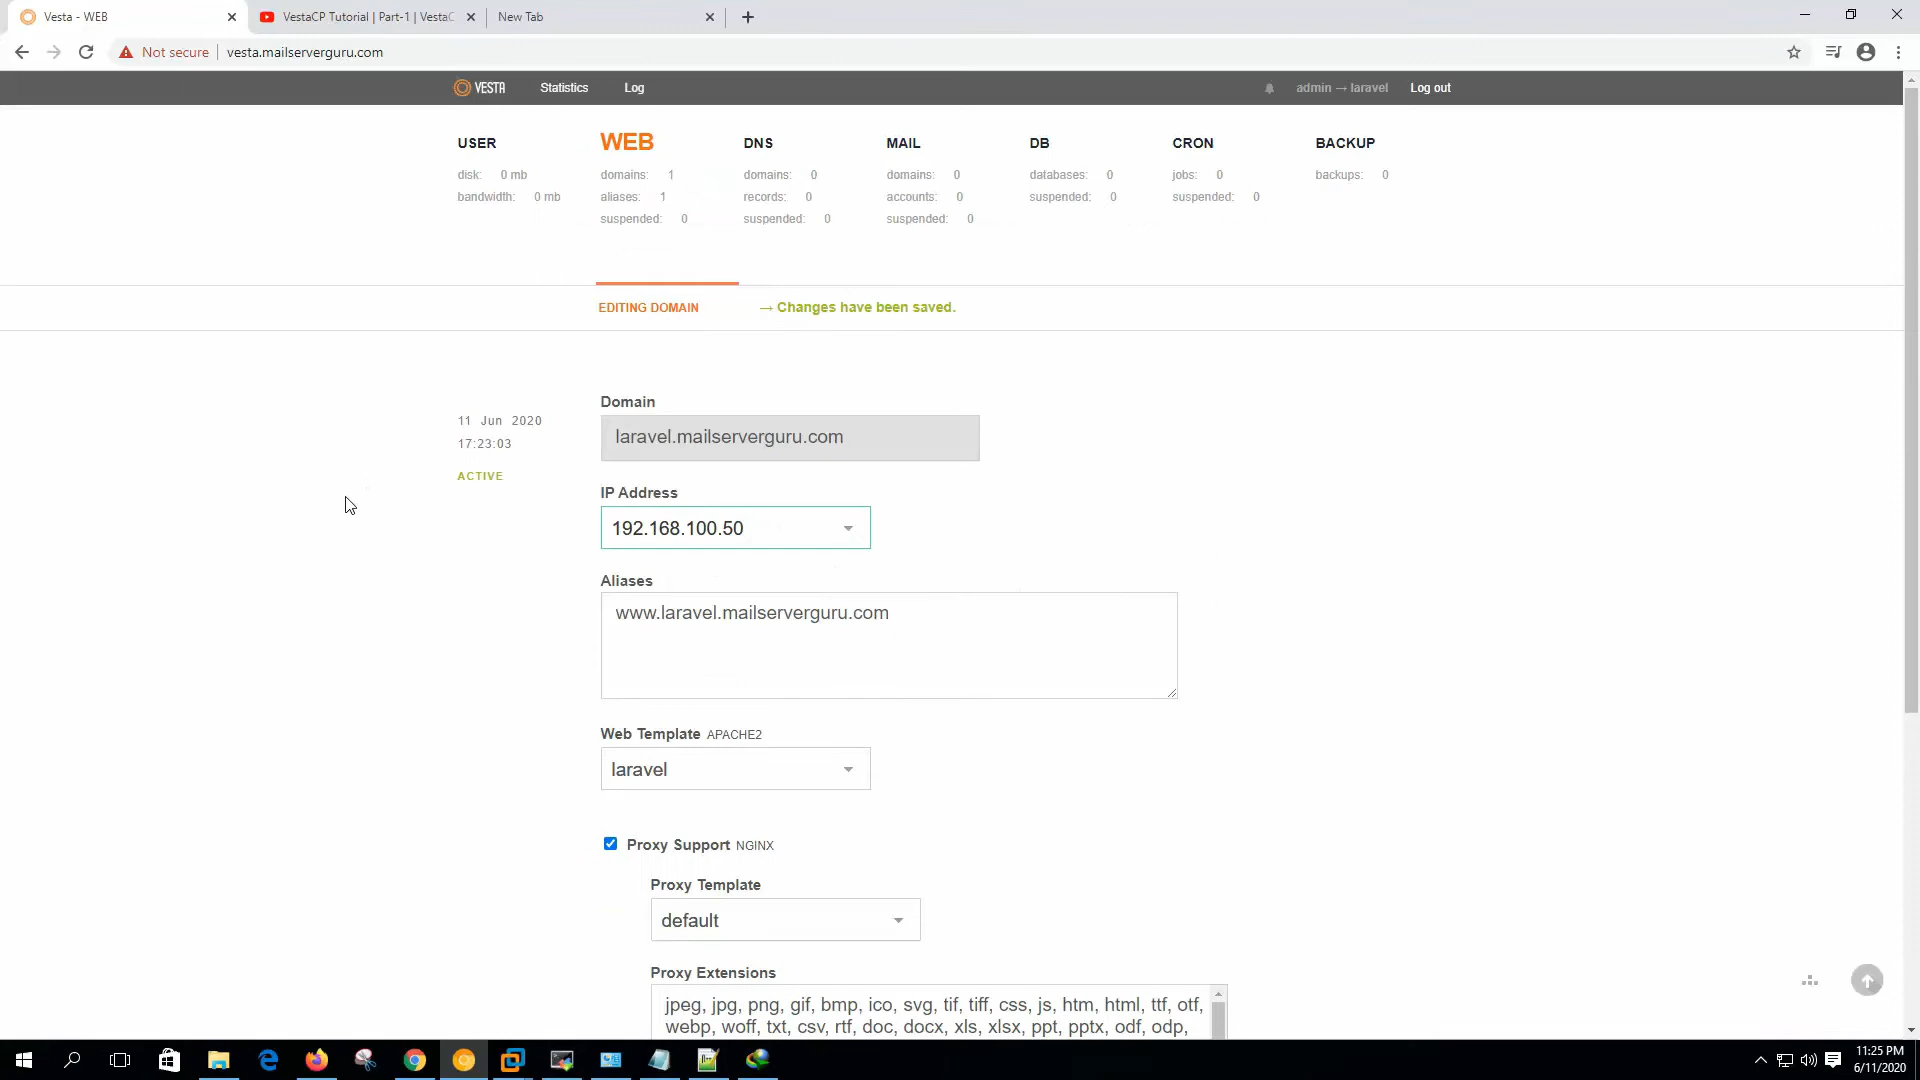 Vesta - WEB
VestaCP Tutorial | Part-1 | VestaC
New Tab
Not secure
vesta.mailserverguru.com
VESTA
Statistics
Log
admin → laravel
Log out
USER
disk: 0 mb
bandwidth: 0 mb
WEB
domains: 1
aliases: 1
suspended: 0
DNS
domains: 0
records: 0
suspended: 0
MAIL
domains: 0
accounts: 0
suspended: 0
DB
databases: 0
suspended: 0
CRON
jobs: 0
suspended: 0
BACKUP
backups: 0
EDITING DOMAIN
→ Changes have been saved.
11 Jun 2020
17:23:03
ACTIVE
Domain
laravel.mailserverguru.com
IP Address
192.168.100.50
Aliases
www.laravel.mailserverguru.com
Web Template APACHE2
laravel
Proxy Support NGINX
Proxy Template
default
Proxy Extensions
jpeg, jpg, png, gif, bmp, ico, svg, tif, tiff, css, js, htm, html, ttf, otf,
webp, woff, txt, csv, rtf, doc, docx, xls, xlsx, ppt, pptx, odf, odp,
11:25 PM
6/11/2020